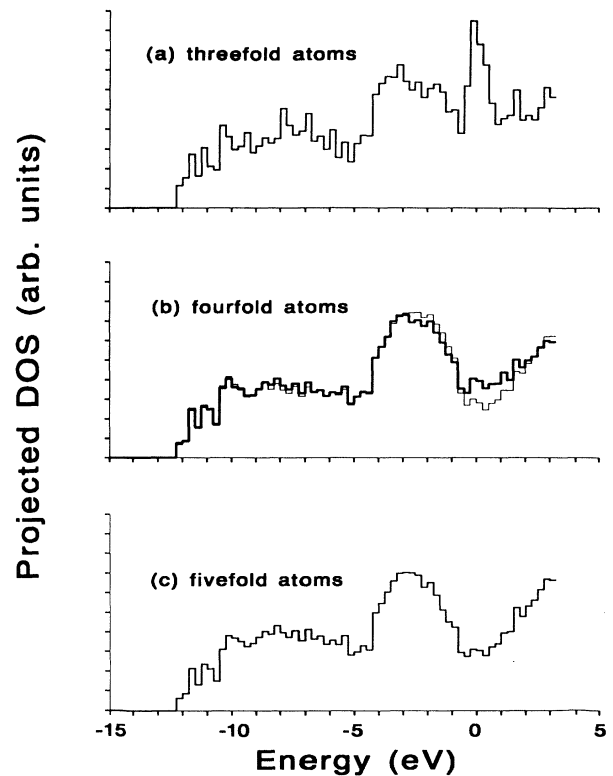 Projected DOS (arb. units)
(a) threefold atoms
(b) fourfold atoms
(c) fivefold atoms
-15 -10 -5 0 5
Energy (eV)